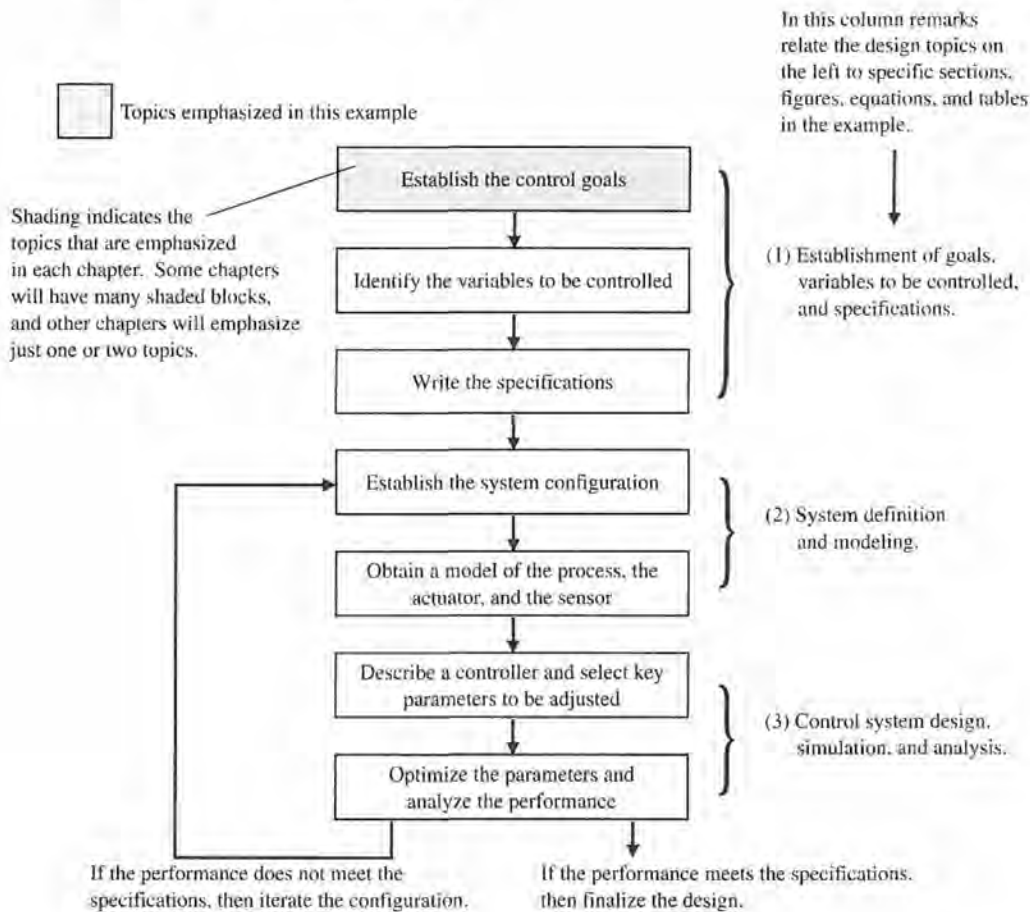 In this column remarks
relate the design topics on
the left to specific sections,
figures, equations, and tables
in the example.
Topics emphasized in this example
Establish the control goals
Shading indicates the
topics that are emphasized
in each chapter. Some chapters
will have many shaded blocks,
and other chapters will emphasize
just one or two topics.
Identify the variables to be controlled
(1) Establishment of goals,
variables to be controlled,
and specifications.
Write the specifications
Establish the system configuration
(2) System definition
and modeling.
Obtain a model of the process, the
actuator, and the sensor
Describe a controller and select key
parameters to be adjusted
(3) Control system design,
simulation, and analysis.
Optimize the parameters and
analyze the performance
If the performance does not meet the
specifications, then iterate the configuration.
If the performance meets the specifications,
then finalize the design.